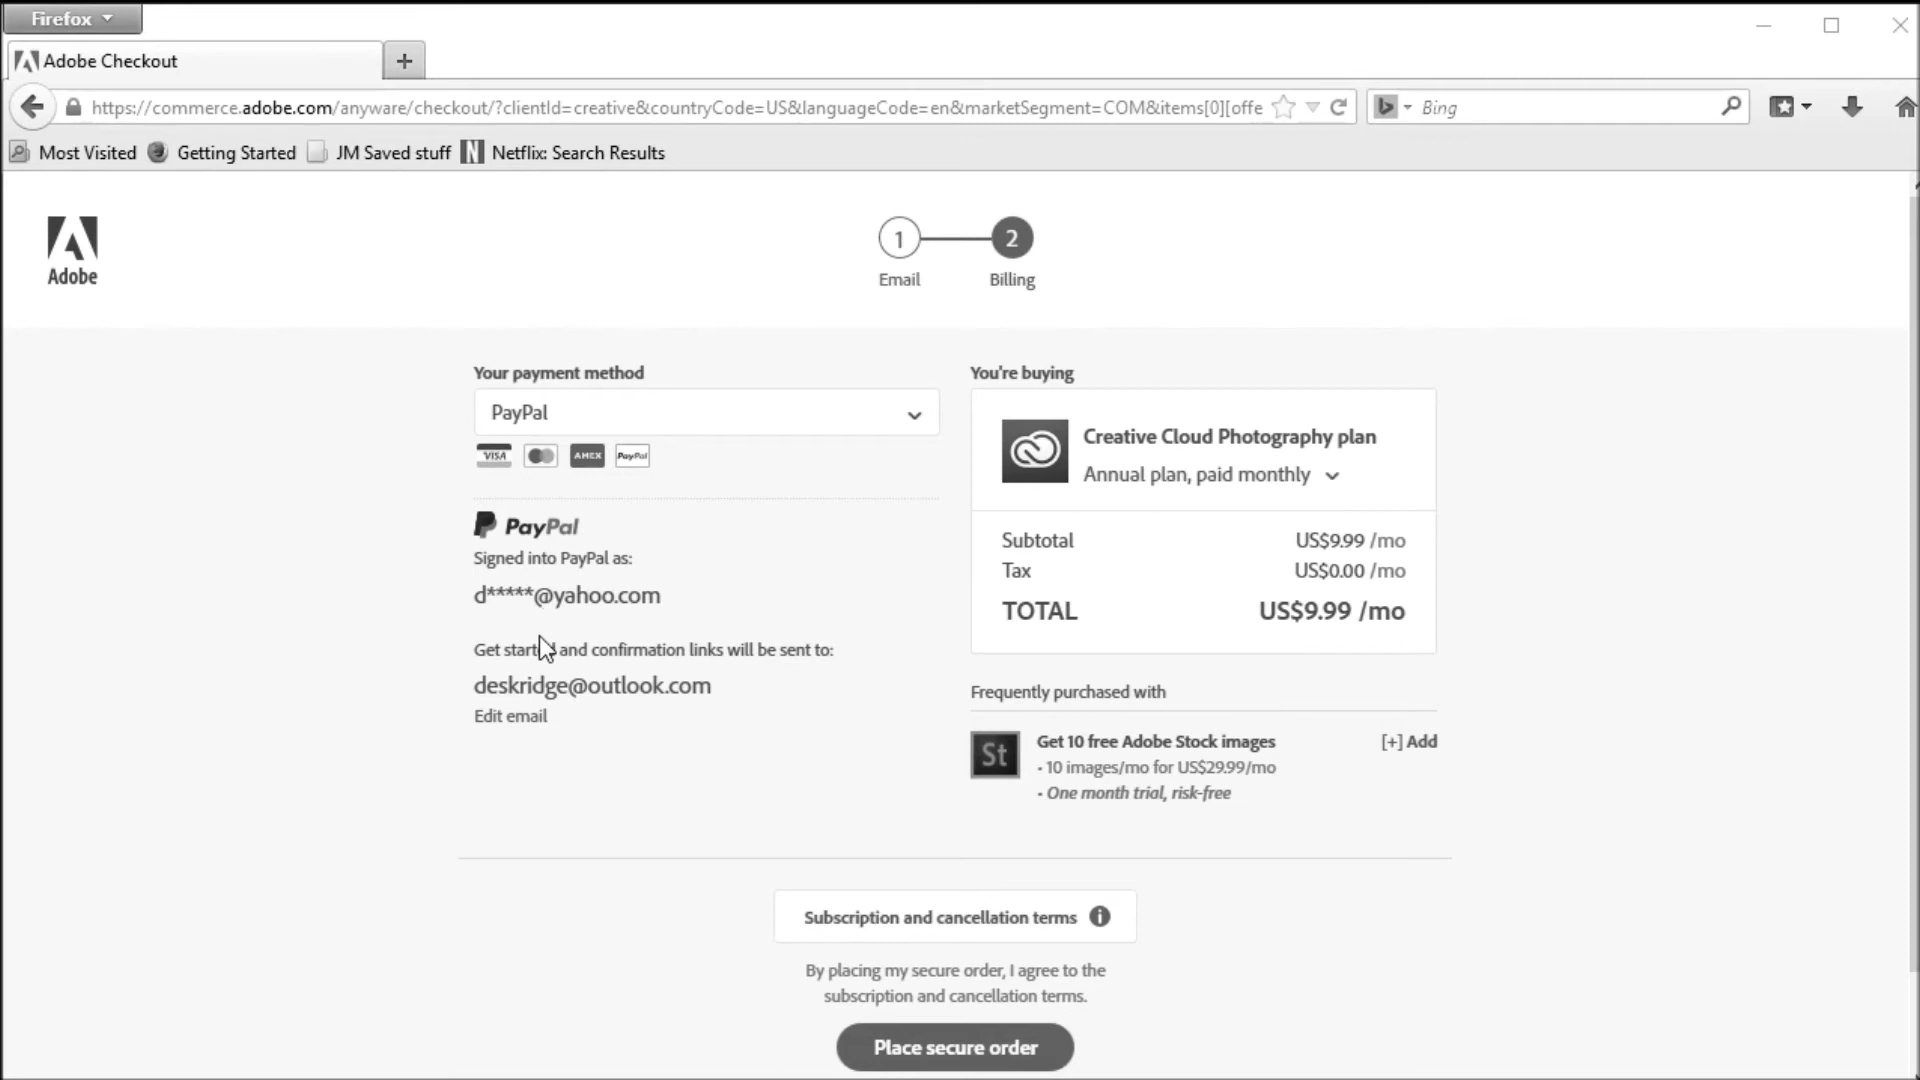 Firefox
Adobe Checkout
https://commerce.adobe.com/anyware/checkout/?clientId=creative&countryCode=US&languageCode=en&marketSegment=COM&items[0][offe
Bing
Most Visited Getting Started JM Saved stuff N Netflix: Search Results
Adobe
1 2
Email Billing
Your payment method
PayPal
VISA AMEX PayPal
PayPal
Signed into PayPal as:
d*****@yahoo.com
Get started and confirmation links will be sent to:
deskridge@outlook.com
Edit email
You're buying
Creative Cloud Photography plan
Annual plan, paid monthly
Subtotal US$9.99 /mo
Tax US$0.00 /mo
TOTAL US$9.99 /mo
Frequently purchased with
St
Get 10 free Adobe Stock images [+] Add
- 10 images/mo for US$29.99/mo
- One month trial, risk-free
Subscription and cancellation terms i
By placing my secure order, I agree to the
subscription and cancellation terms.
Place secure order